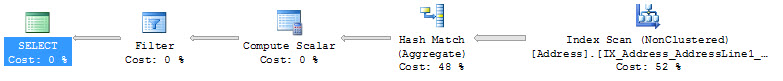 SELECT
Cost: 0 %
Filter
Cost: 0 %
Compute Scalar
Cost: 0 %
Hash Match
(Aggregate)
Cost: 48 %
Index Scan (NonClustered)
[Address].[IX_Address_AddressLine1_…
Cost: 52 %